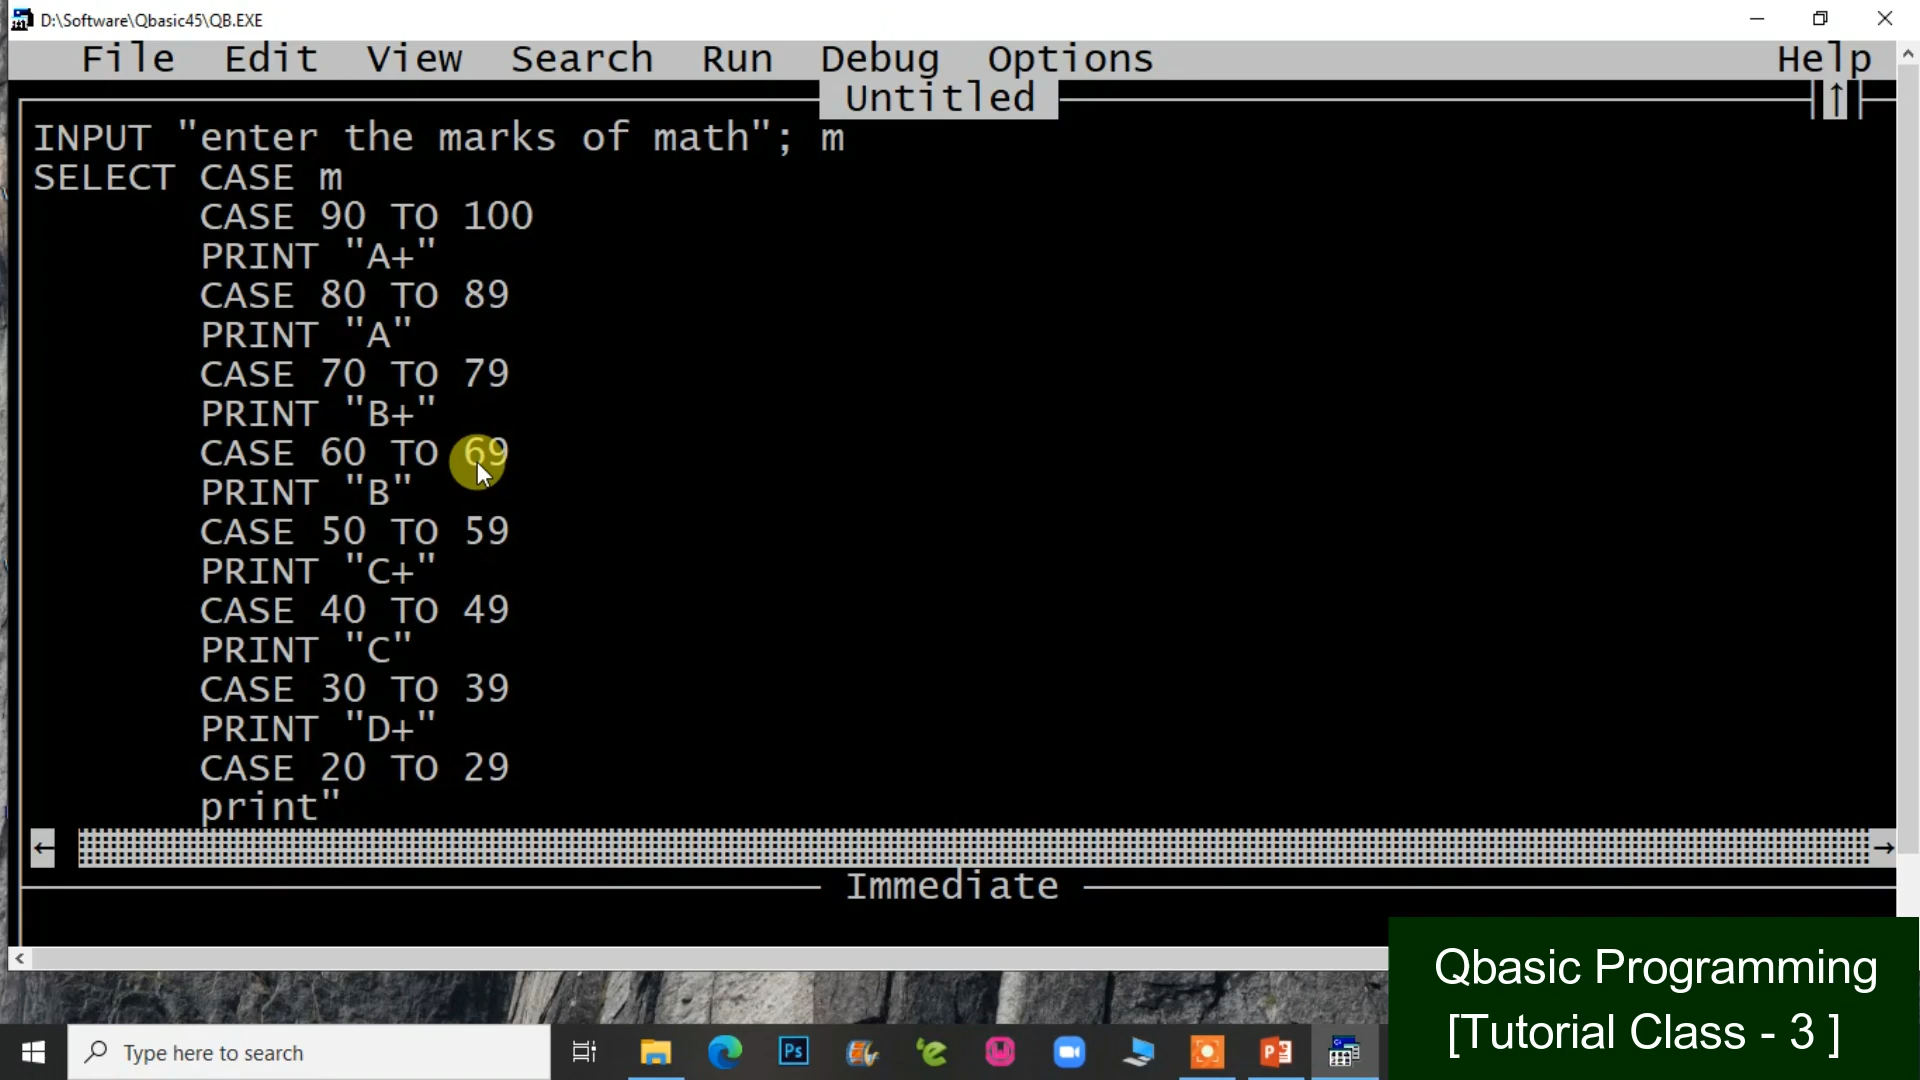 D:\Software\Qbasic45\QB.EXE
File Edit View Search Run Debug Options Help
Untitled
INPUT "enter the marks of math"; m
SELECT CASE m
CASE 90 TO 100
PRINT "A+"
CASE 80 TO 89
PRINT "A"
CASE 70 TO 79
PRINT "B+"
CASE 60 TO 69
PRINT "B"
CASE 50 TO 59
PRINT "C+"
CASE 40 TO 49
PRINT "C"
CASE 30 TO 39
PRINT "D+"
CASE 20 TO 29
print"
Immediate
Qbasic Programming
[Tutorial Class - 3 ]
Type here to search
Ps